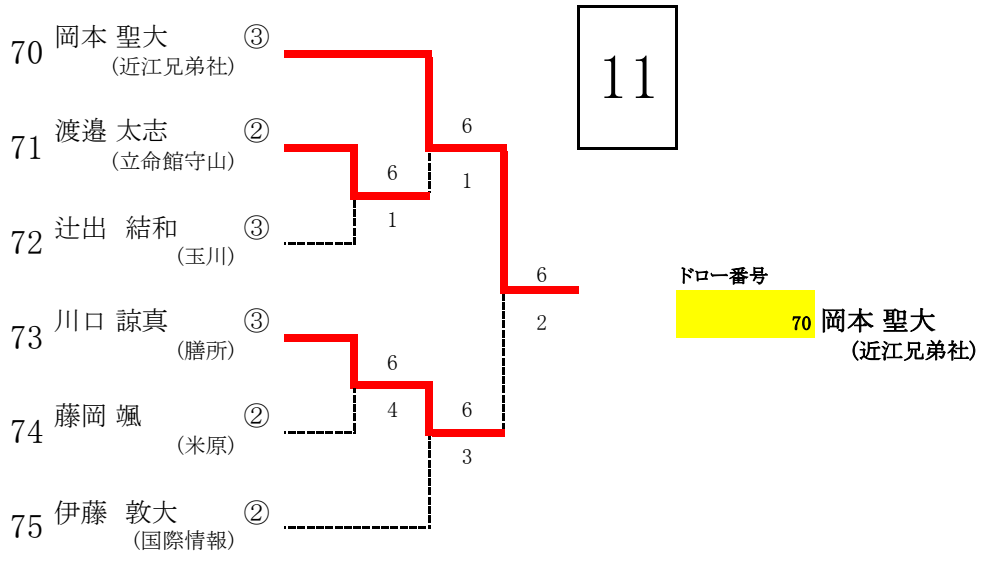 11
70 岡本 聖大 ③
(近江兄弟社)
71 渡邉 太志 ②
(立命館守山)
72 辻出 結和 ③
(玉川)
73 川口 諒真 ③
(膳所)
74 藤岡 颯 ②
(米原)
75 伊藤 敦大 ②
(国際情報)
6
1
6
1
6
4
6
3
6
2
ドロー番号
70 岡本 聖大
(近江兄弟社)